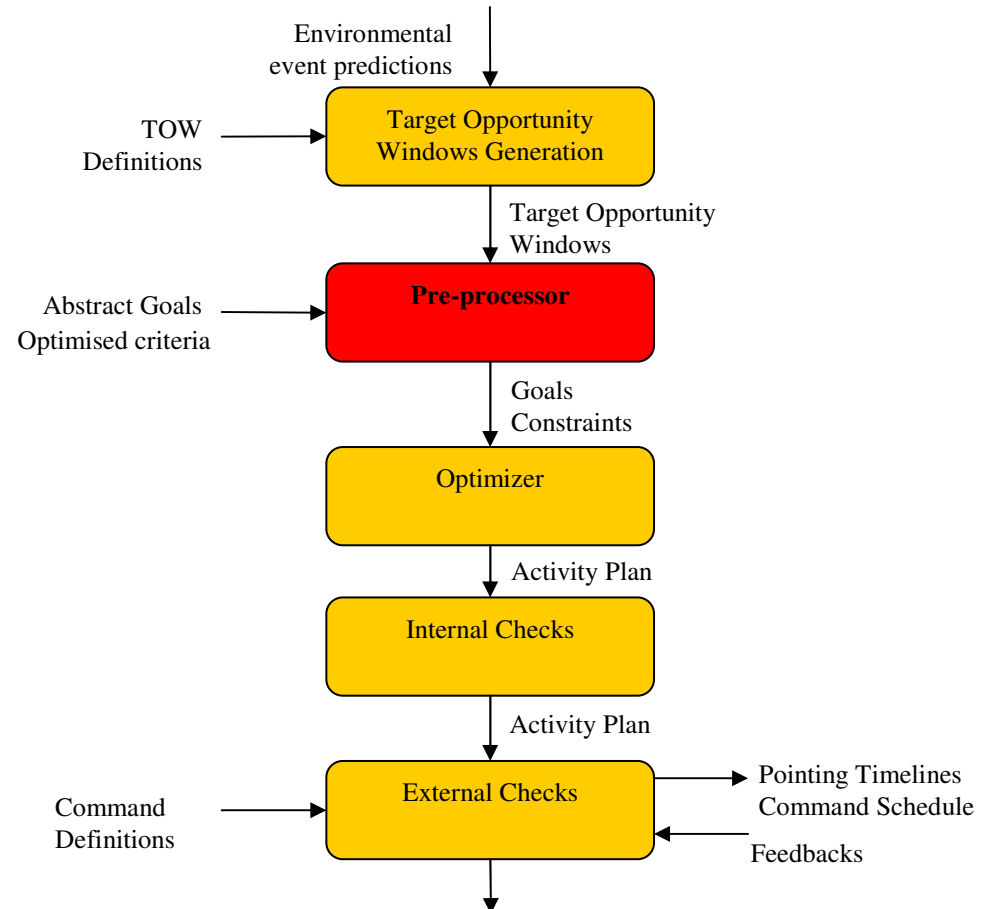 Environmental
event predictions
TOW
Definitions
Target Opportunity
Windows Generation
Target Opportunity
Windows
Abstract Goals
Optimised criteria
Pre-processor
Goals
Constraints
Optimizer
Activity Plan
Internal Checks
Activity Plan
Command
Definitions
External Checks
Pointing Timelines
Command Schedule
Feedbacks